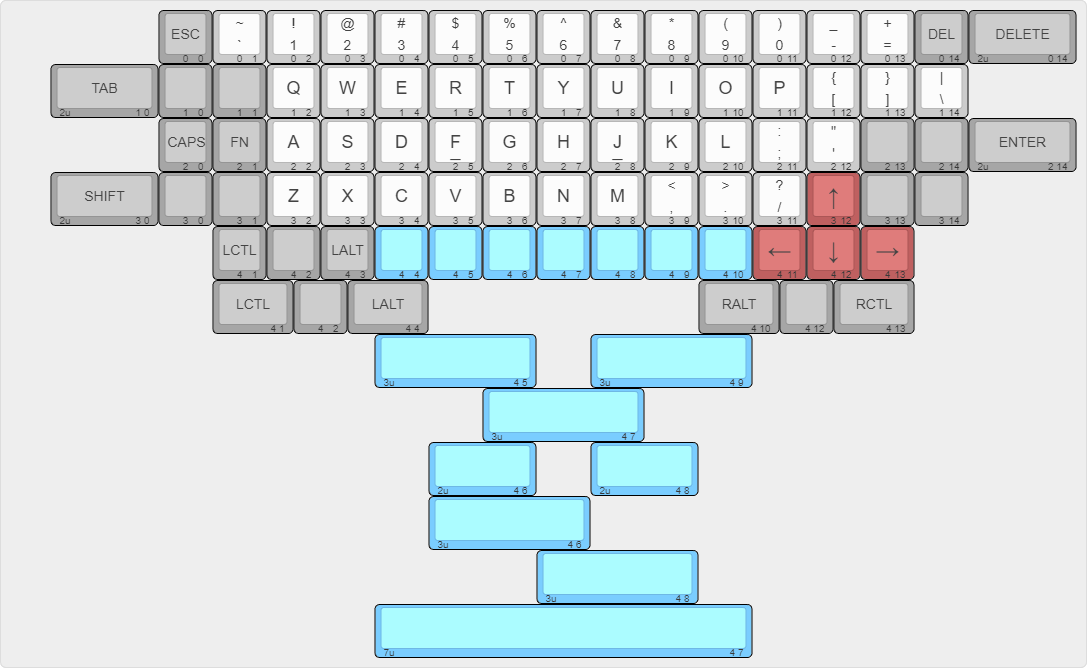 ESC ~ ! @ # $ % ^ & * ( ) _ + DEL DELETE
` 1 2 3 4 5 6 7 8 9 0 - =
0 0 0 1 0 2 0 3 0 4 0 5 0 6 0 7 0 8 0 9 0 10 0 11 0 12 0 13 0 14 2u 0 14
TAB Q W E R T Y U I O P { } |
[ ] \
2u 1 0 1 0 1 1 1 2 1 3 1 4 1 5 1 6 1 7 1 8 1 9 1 10 1 11 1 12 1 13 1 14
CAPS FN A S D F G H J K L : " ENTER
_ _ ; '
2 0 2 1 2 2 2 3 2 4 2 5 2 6 2 7 2 8 2 9 2 10 2 11 2 12 2 13 2 14 2u 2 14
SHIFT Z X C V B N M < > ? ↑
, . /
2u 3 0 3 0 3 1 3 2 3 3 3 4 3 5 3 6 3 7 3 8 3 9 3 10 3 11 3 12 3 13 3 14
LCTL LALT ← ↓ →
4 1 4 2 4 3 4 4 4 5 4 6 4 7 4 8 4 9 4 10 4 11 4 12 4 13
LCTL LALT RALT RCTL
4 1 4 2 4 4 4 10 4 12 4 13
3u 4 5 3u 4 9
3u 4 7
2u 4 6 2u 4 8
3u 4 6
3u 4 8
7u 4 7